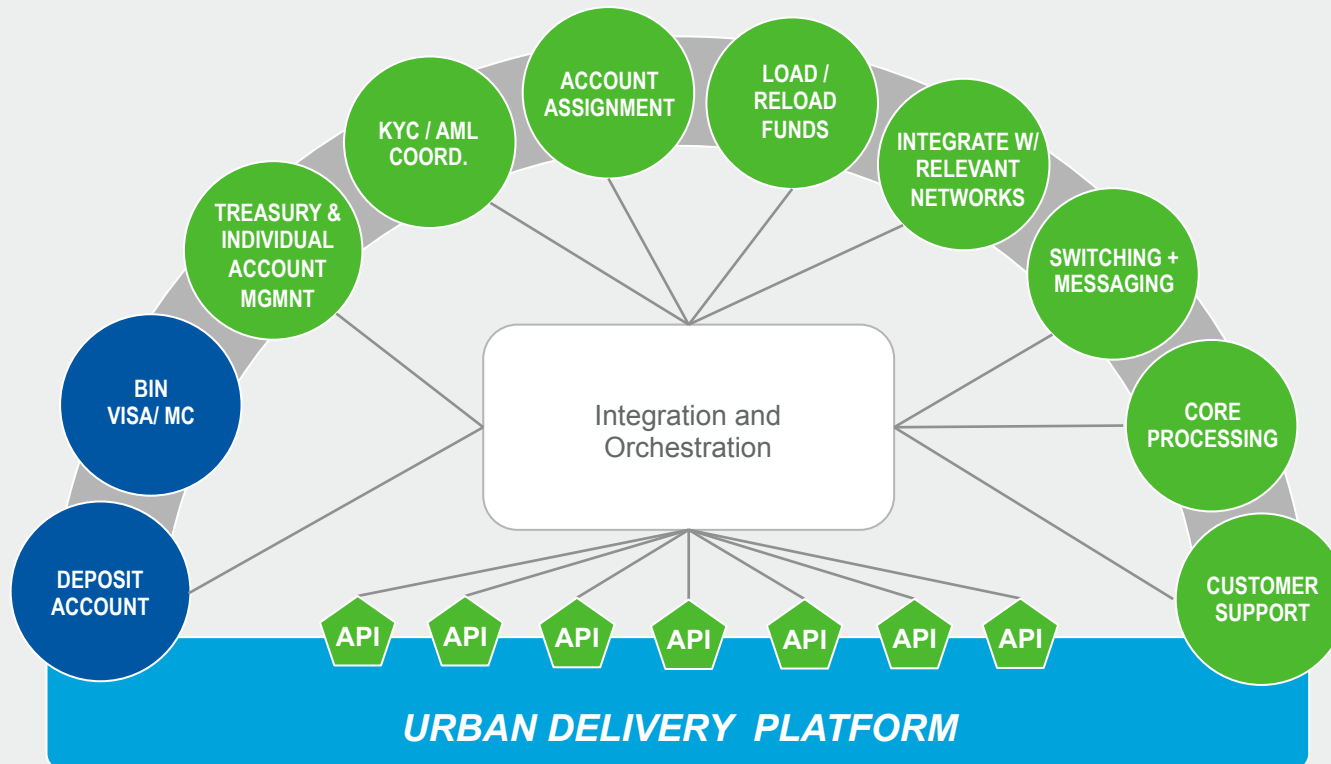 ACCOUNT
ASSIGNMENT
LOAD /
RELOAD
FUNDS
KYC / AML
COORD.
INTEGRATE W/
RELEVANT
NETWORKS
TREASURY &
INDIVIDUAL
ACCOUNT
MGMNT
SWITCHING +
MESSAGING
BIN
VISA/ MC
Integration and
Orchestration
CORE
PROCESSING
DEPOSIT
ACCOUNT
CUSTOMER
SUPPORT
API
API
API
API
API
API
API
URBAN DELIVERY  PLATFORM